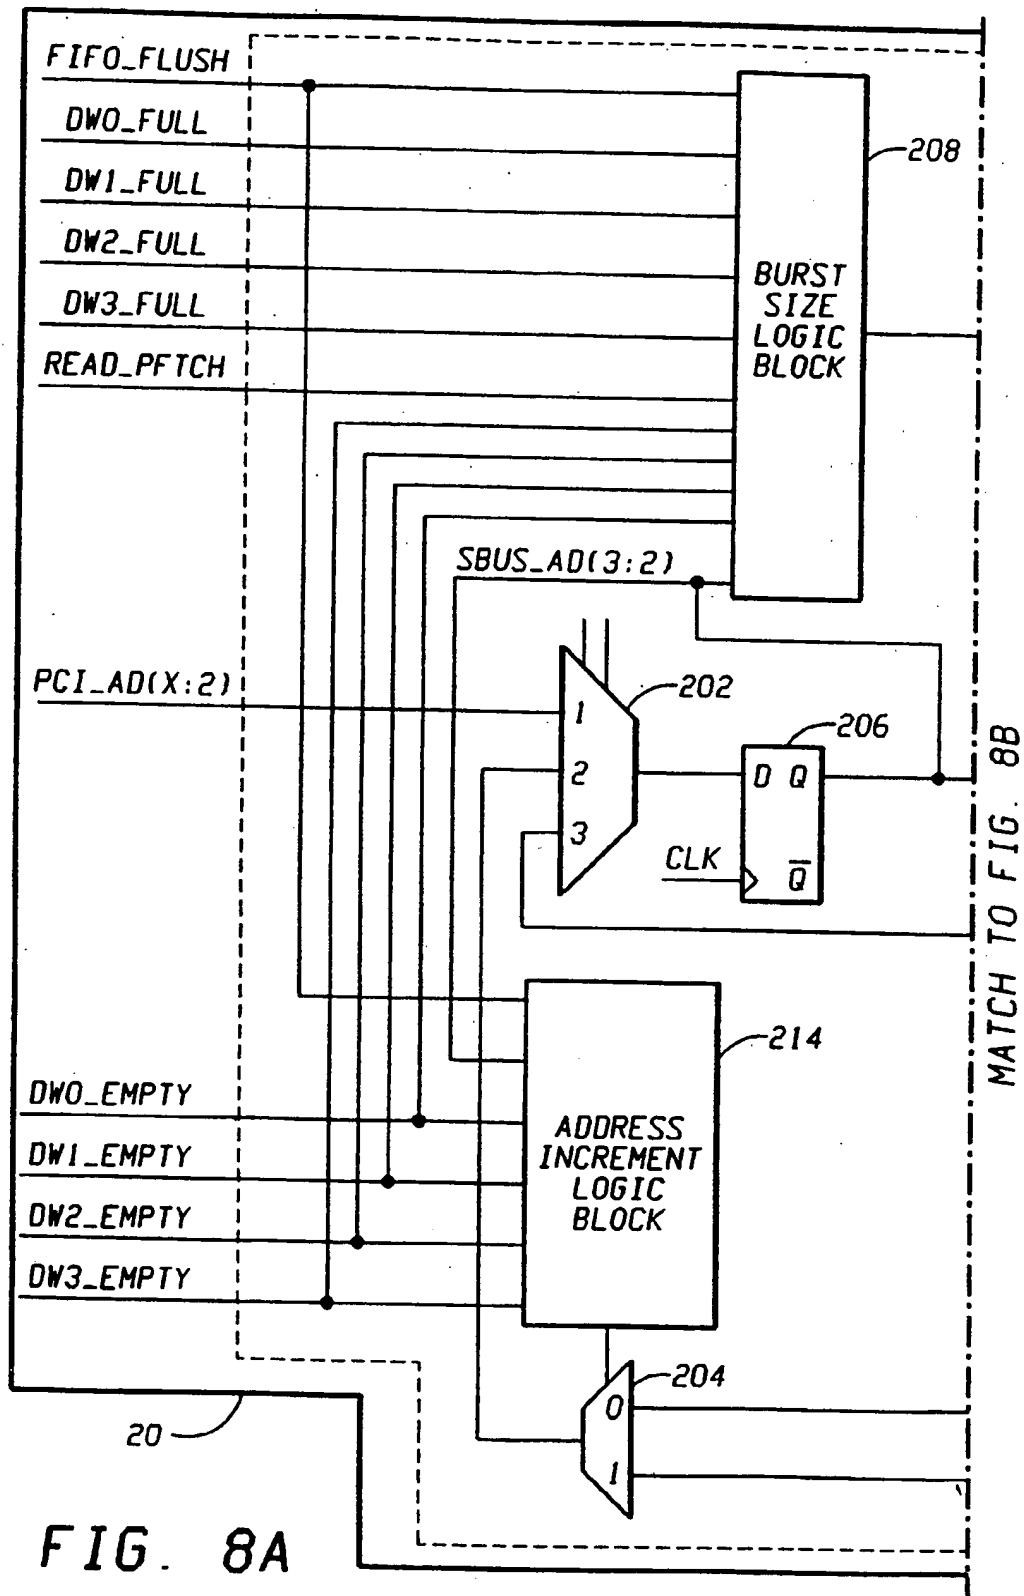 FIFO_FLUSH
DW0_FULL
208
DW1_FULL
DW2_FULL
BURST
SIZE
LOGIC
BLOCK
DW3_FULL
READ_PFTCH
SBUS_AD(3:2)
PCI_AD(X:2)
202
1
2
3
206
D Q
CLK
Q̅
MATCH TO FIG. 8B
214
DW0_EMPTY
ADDRESS
INCREMENT
LOGIC
BLOCK
DW1_EMPTY
DW2_EMPTY
DW3_EMPTY
204
0
1
20
FIG. 8A